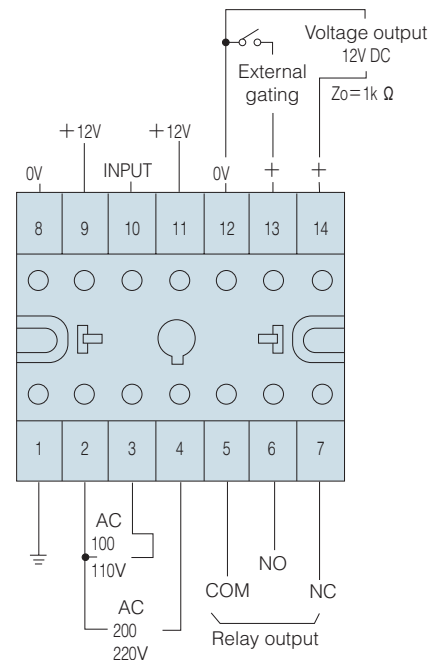 Voltage output
12V DC
Zo=1k Ω
External
gating
+12V
+12V
0V
INPUT
0V
+
+
8 9 10 11 12 13 14
1 2 3 4 5 6 7
AC
100
110V
NO
COM
NC
AC
200
220V
Relay output